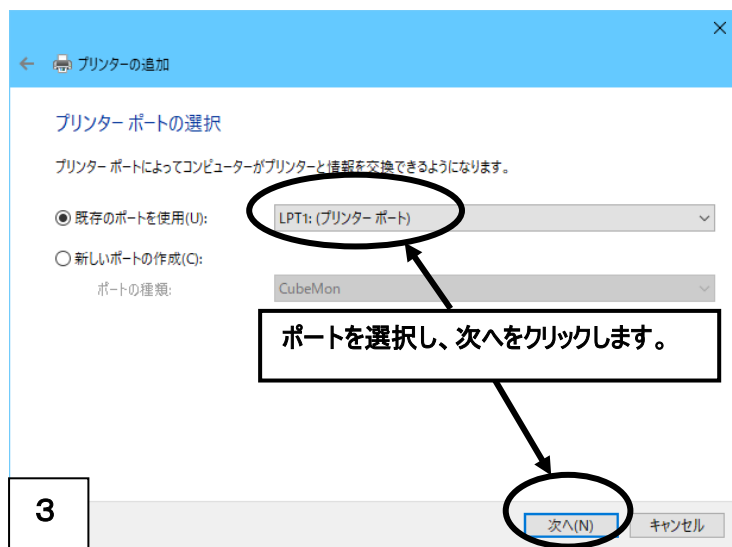 プリンターの追加
プリンター ポートの選択
プリンター ポートによってコンピューターがプリンターと情報を交換できるようになります。
既存のポートを使用(U):
LPT1: (プリンター ポート)
新しいポートの作成(C):
ポートの種類:
CubeMon
ポートを選択し、次へをクリックします。
3
次へ(N)
キャンセル